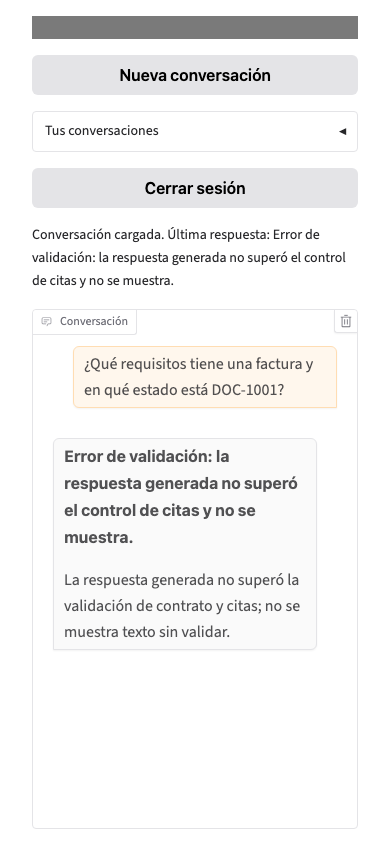 Nueva conversación
Tus conversaciones
Cerrar sesión
Conversación cargada. Última respuesta: Error de
validación: la respuesta generada no superó el control
de citas y no se muestra.
Conversación
¿Qué requisitos tiene una factura y
en qué estado está DOC-1001?
Error de validación: la
respuesta generada no superó
el control de citas y no se
muestra.
La respuesta generada no superó la
validación de contrato y citas; no se
muestra texto sin validar.